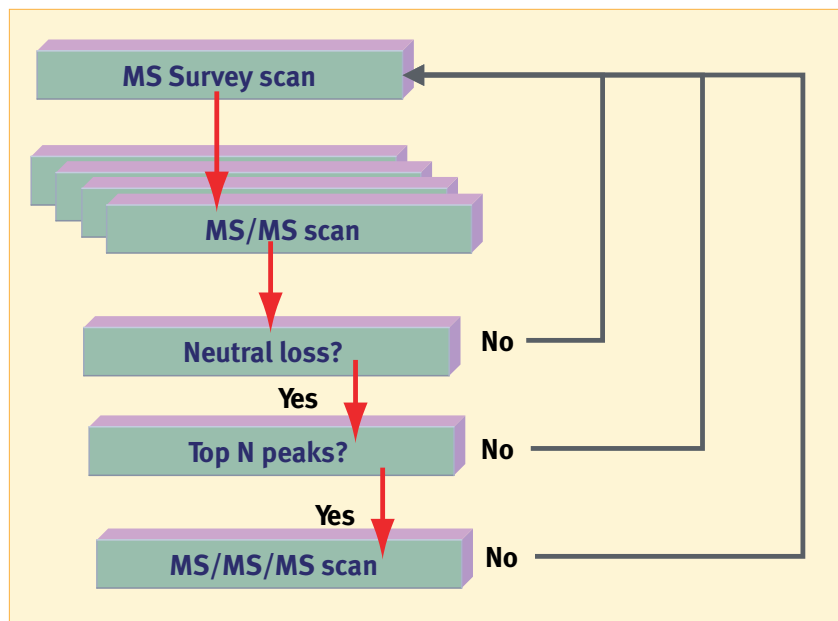 MS Survey scan
MS/MS scan
Neutral loss?
No
Yes
Top N peaks?
No
Yes
MS/MS/MS scan
No